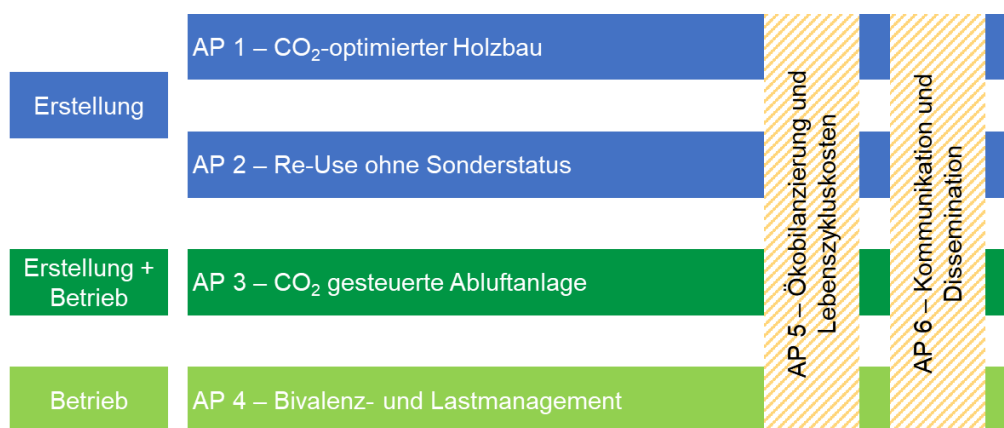 Erstellung
AP 1 – CO₂-optimierter Holzbau
AP 2 – Re-Use ohne Sonderstatus
Erstellung +
Betrieb
AP 3 – CO₂ gesteuerte Abluftanlage
Betrieb
AP 4 – Bivalenz- und Lastmanagement
AP 5 – Ökobilanzierung und
Lebenszykluskosten
AP 6 – Kommunikation und
Dissemination